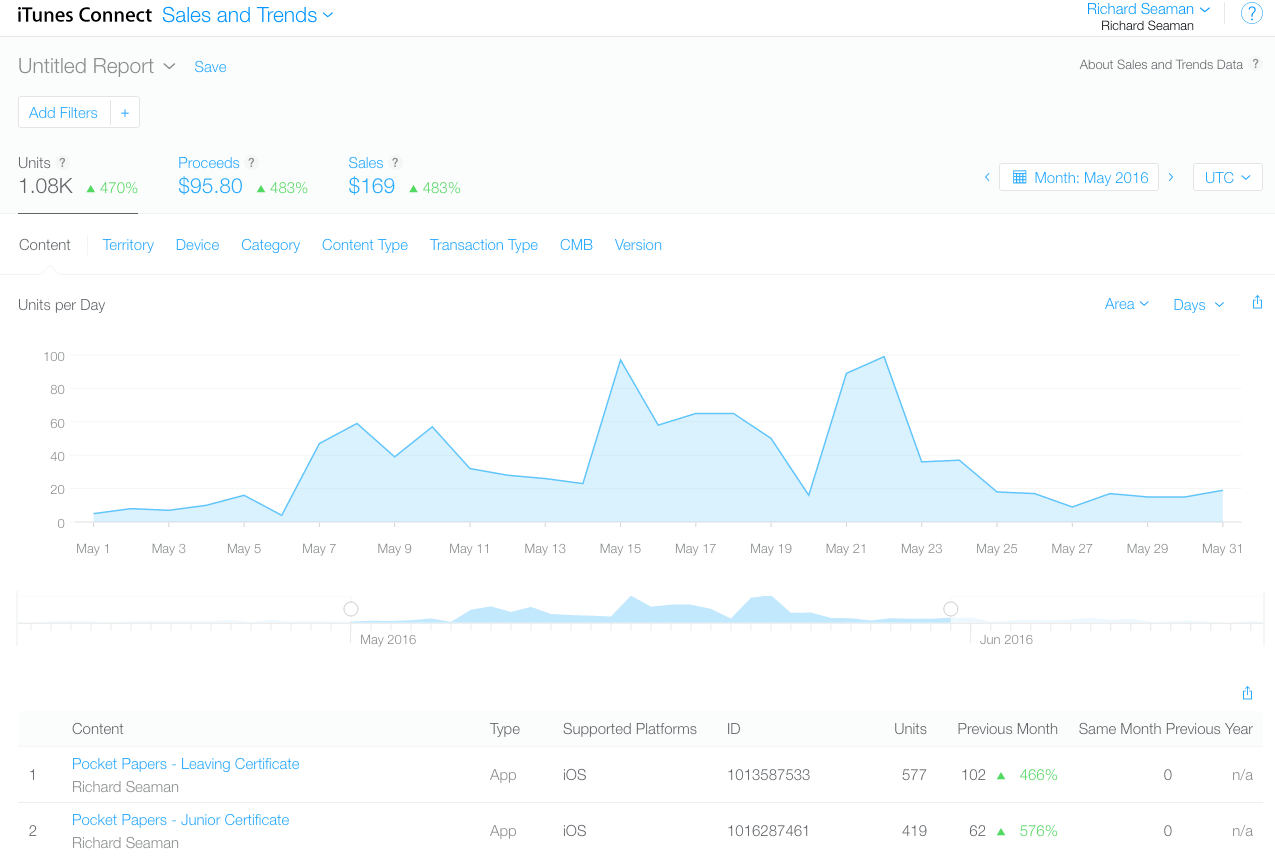 iTunes Connect Sales and Trends
Richard Seaman
Richard Seaman
?
Untitled Report Save
About Sales and Trends Data ?
Add Filters +
Units ? Proceeds ? Sales ?
1.08K ▲ 470% $95.80 ▲ 483% $169 ▲ 483%
Month: May 2016 UTC
Content Territory Device Category Content Type Transaction Type CMB Version
Units per Day Area Days
100
80
60
40
20
0
May 1 May 3 May 5 May 7 May 9 May 11 May 13 May 15 May 17 May 19 May 21 May 23 May 25 May 27 May 29 May 31
May 2016 Jun 2016
Content Type Supported Platforms ID Units Previous Month Same Month Previous Year
1 Pocket Papers - Leaving Certificate App iOS 1013587533 577 102 ▲ 466% 0 n/a
Richard Seaman
2 Pocket Papers - Junior Certificate App iOS 1016287461 419 62 ▲ 576% 0 n/a
Richard Seaman